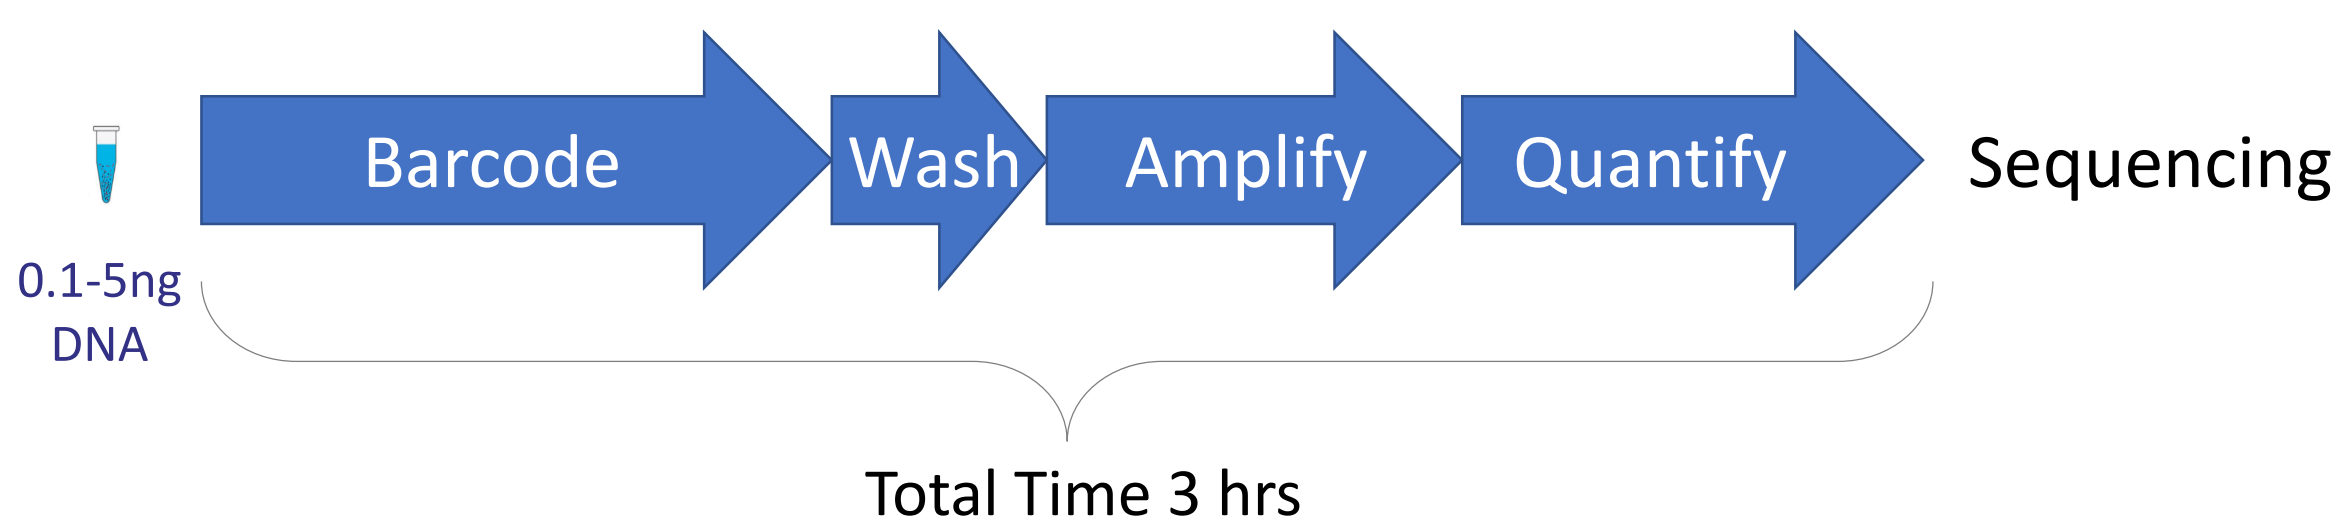 Barcode
Wash
Amplify
Quantify
Sequencing
0.1-5ng
DNA
Total Time 3 hrs